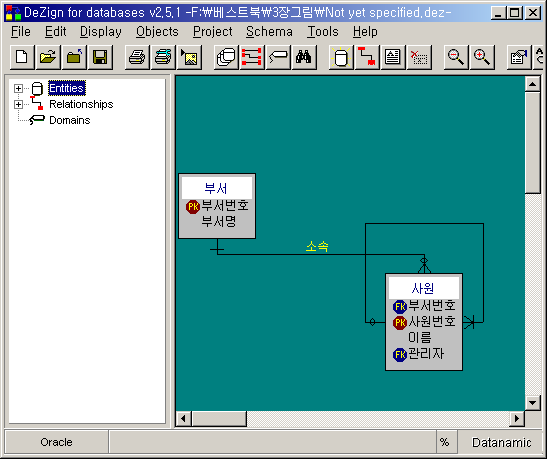 DeZign for databases v2.5.1 -F:₩베스트북₩3장그림₩Not yet specified.dez-
File Edit Display Objects Project Schema Tools Help
Entities
Relationships
Domains
부서
PK 부서번호
부서명
소속
사원
FK 부서번호
PK 사원번호
이름
FK 관리자
Oracle % Datanamic